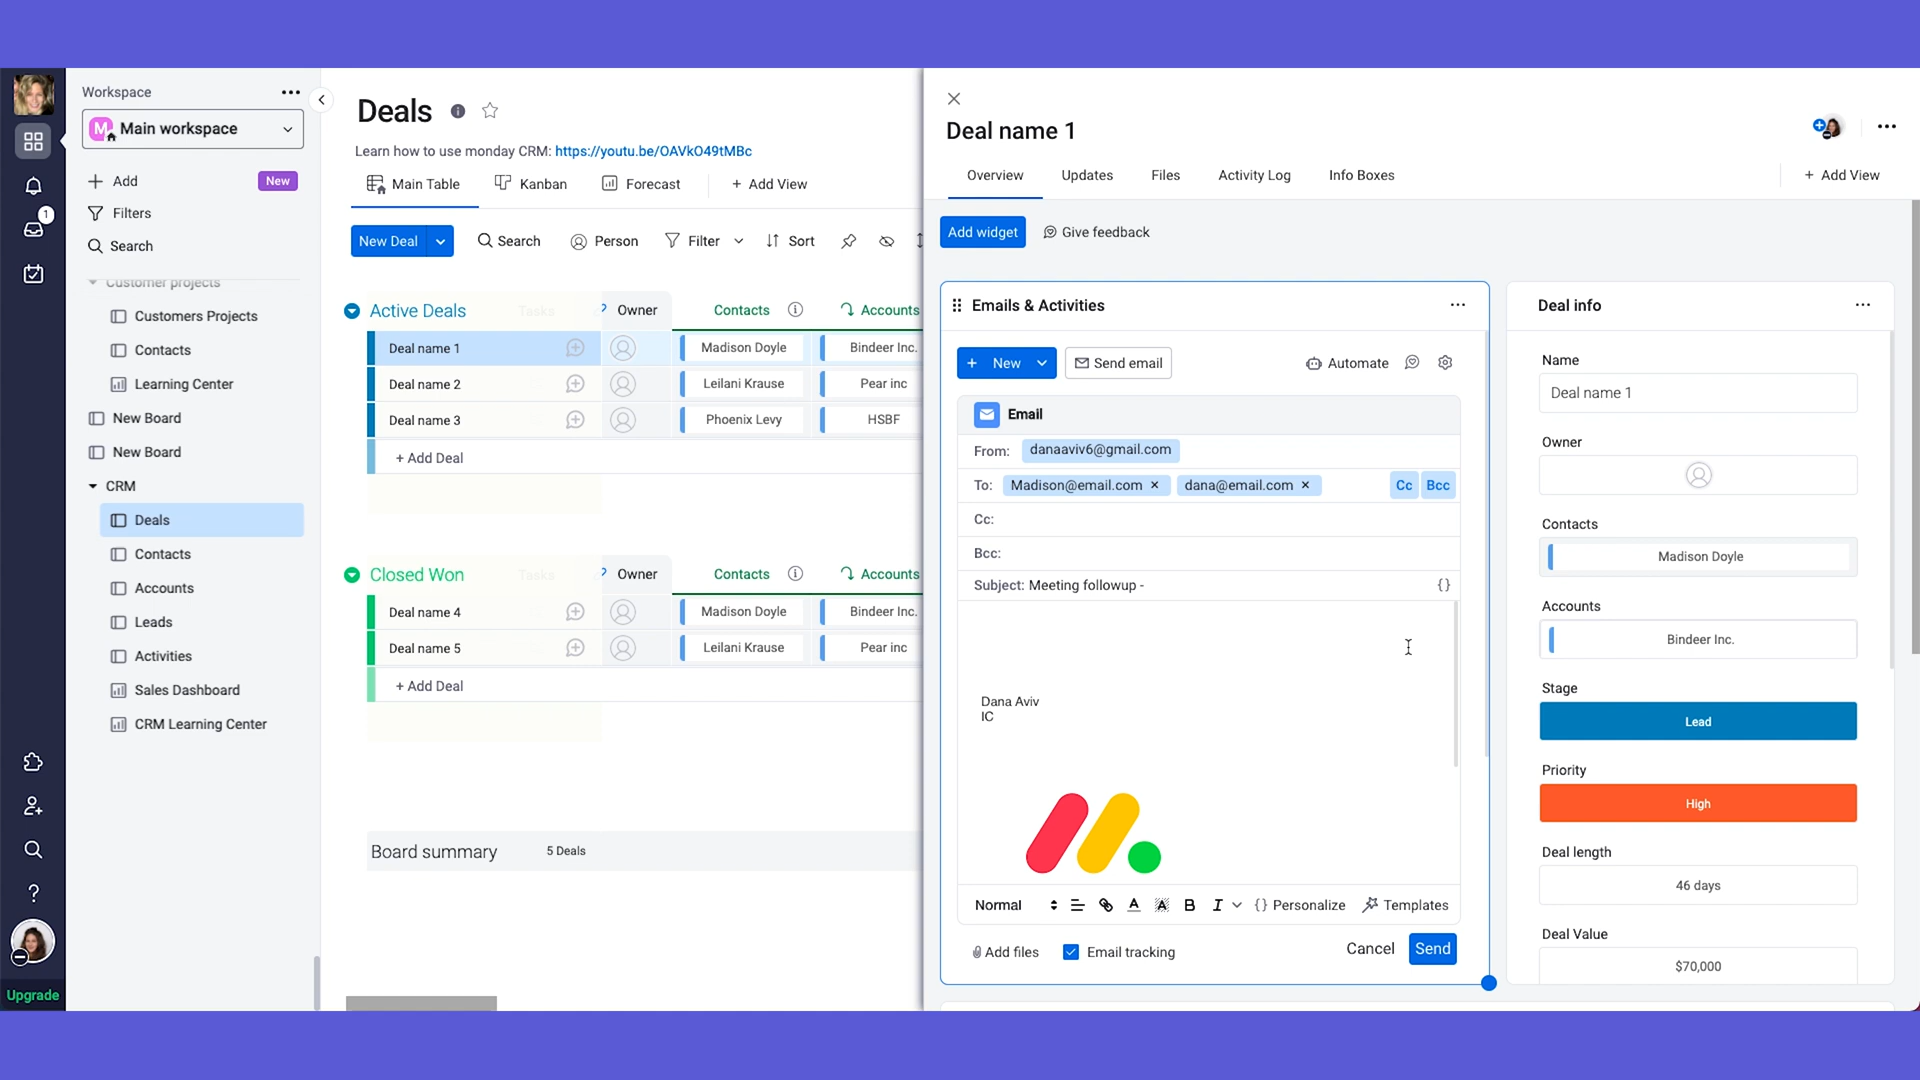 Workspace
M Main workspace
Add New
Filters
Search
Customer projects
Customers Projects
Contacts
Learning Center
New Board
New Board
CRM
Deals
Contacts
Accounts
Leads
Activities
Sales Dashboard
CRM Learning Center
1
Upgrade
Deals
Learn how to use monday CRM: https://youtu.be/OAVkO49tMBc
Main Table Kanban Forecast + Add View
New Deal Search Person Filter Sort
Active Deals Tasks Owner Contacts Accounts
Deal name 1 Madison Doyle Bindeer Inc.
Deal name 2 Leilani Krause Pear inc
Deal name 3 Phoenix Levy HSBF
+ Add Deal
Closed Won Tasks Owner Contacts Accounts
Deal name 4 Madison Doyle Bindeer Inc.
Deal name 5 Leilani Krause Pear inc
+ Add Deal
Board summary 5 Deals
Deal name 1
Overview Updates Files Activity Log Info Boxes + Add View
Add widget Give feedback
Emails & Activities
+ New Send email Automate
Email
From: danaaviv6@gmail.com
To: Madison@email.com × dana@email.com × Cc Bcc
Cc:
Bcc:
Subject: Meeting followup - {}
Dana Aviv
IC
Normal A A B I {} Personalize Templates
Add files Email tracking Cancel Send
Deal info
Name
Deal name 1
Owner
Contacts
Madison Doyle
Accounts
Bindeer Inc.
Stage
Lead
Priority
High
Deal length
46 days
Deal Value
$70,000